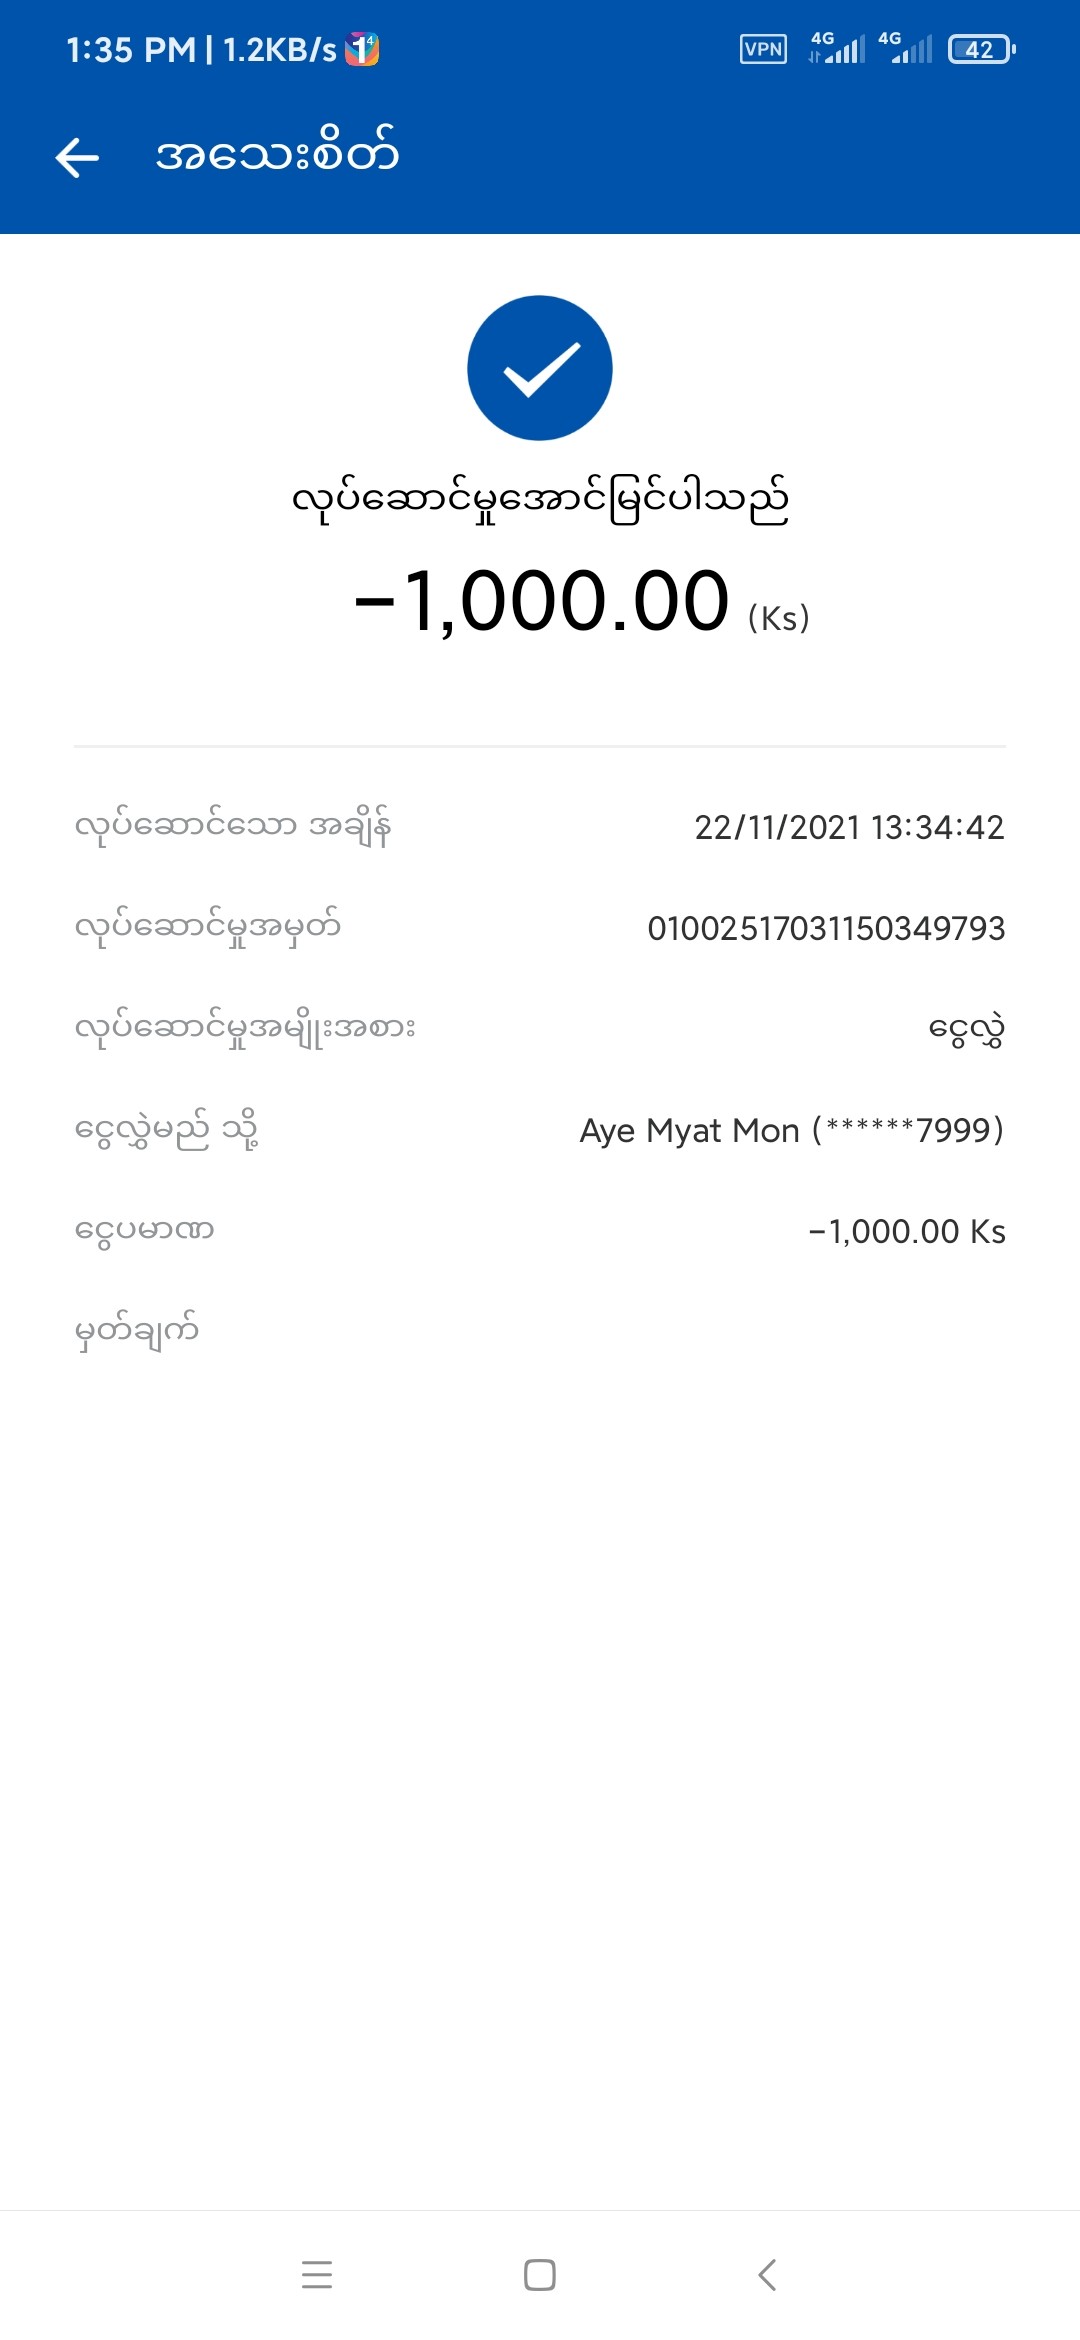 1:35 PM | 1.2KB/s
VPN 4G 4G 42
အသေးစိတ်
လုပ်ဆောင်မှုအောင်မြင်ပါသည်
-1,000.00 (Ks)
လုပ်ဆောင်သော အချိန် 22/11/2021 13:34:42
လုပ်ဆောင်မှုအမှတ် 01002517031150349793
လုပ်ဆောင်မှုအမျိုးအစား ငွေလွှဲ
ငွေလွှဲမည် သို့ Aye Myat Mon (******7999)
ငွေပမာဏ -1,000.00 Ks
မှတ်ချက်